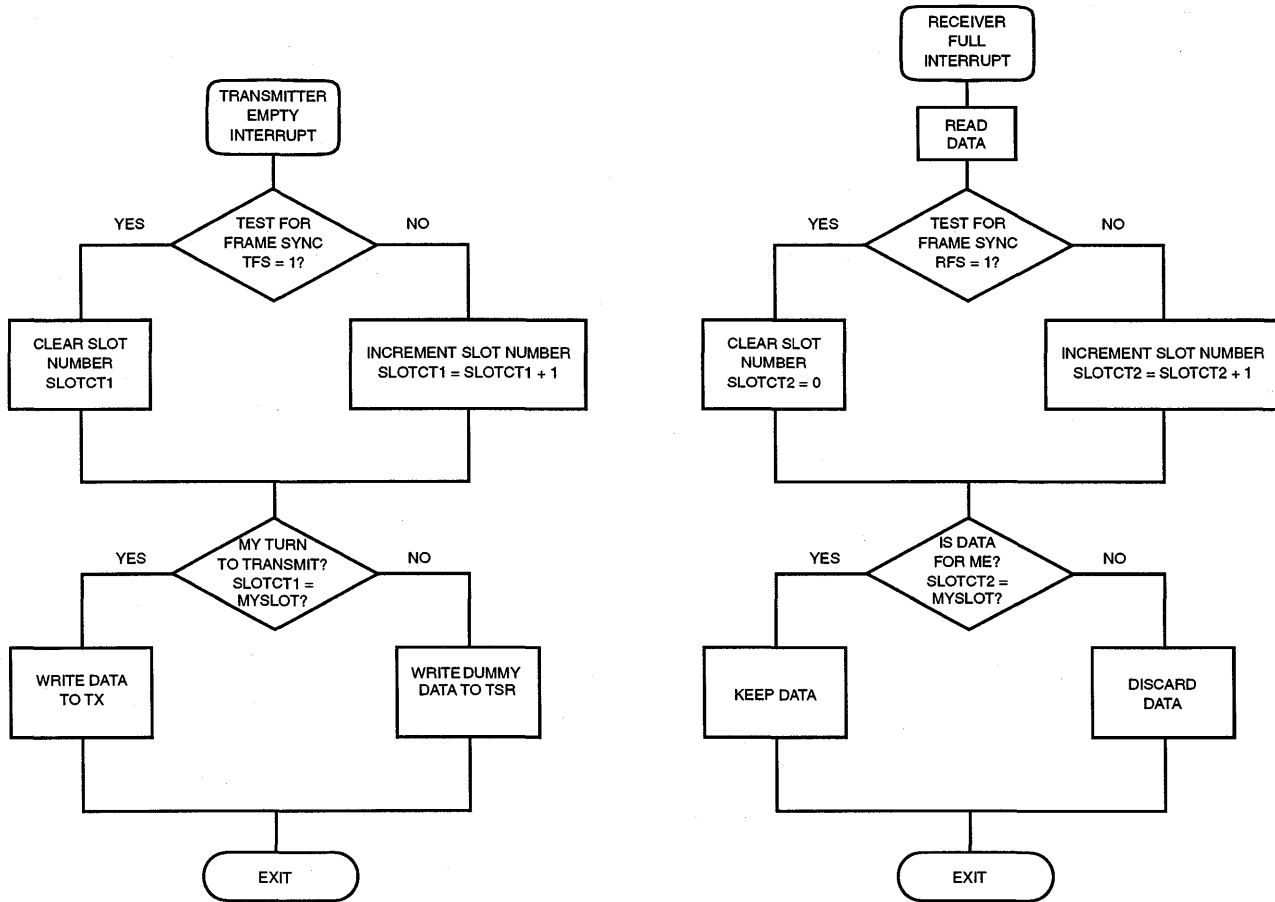 TRANSMITTER
EMPTY
INTERRUPT
YES
TEST FOR
FRAME SYNC
TFS = 1?
NO
CLEAR SLOT
NUMBER
SLOTCT1
INCREMENT SLOT NUMBER
SLOTCT1 = SLOTCT1 + 1
YES
MY TURN
TO TRANSMIT?
SLOTCT1 =
MYSLOT?
NO
WRITE DATA
TO TX
WRITE DUMMY
DATA TO TSR
EXIT
RECEIVER
FULL
INTERRUPT
READ
DATA
YES
TEST FOR
FRAME SYNC
RFS = 1?
NO
CLEAR SLOT
NUMBER
SLOTCT2 = 0
INCREMENT SLOT NUMBER
SLOTCT2 = SLOTCT2 + 1
YES
IS DATA
FOR ME?
SLOTCT2 =
MYSLOT?
NO
KEEP DATA
DISCARD
DATA
EXIT